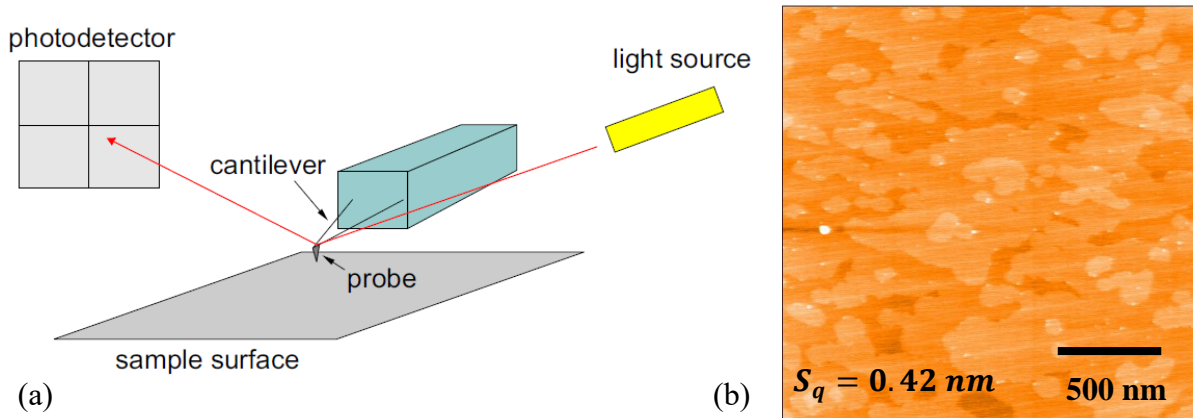 photodetector
light source
cantilever
probe
sample surface
(a)
(b)
S_q = 0.42 nm
500 nm